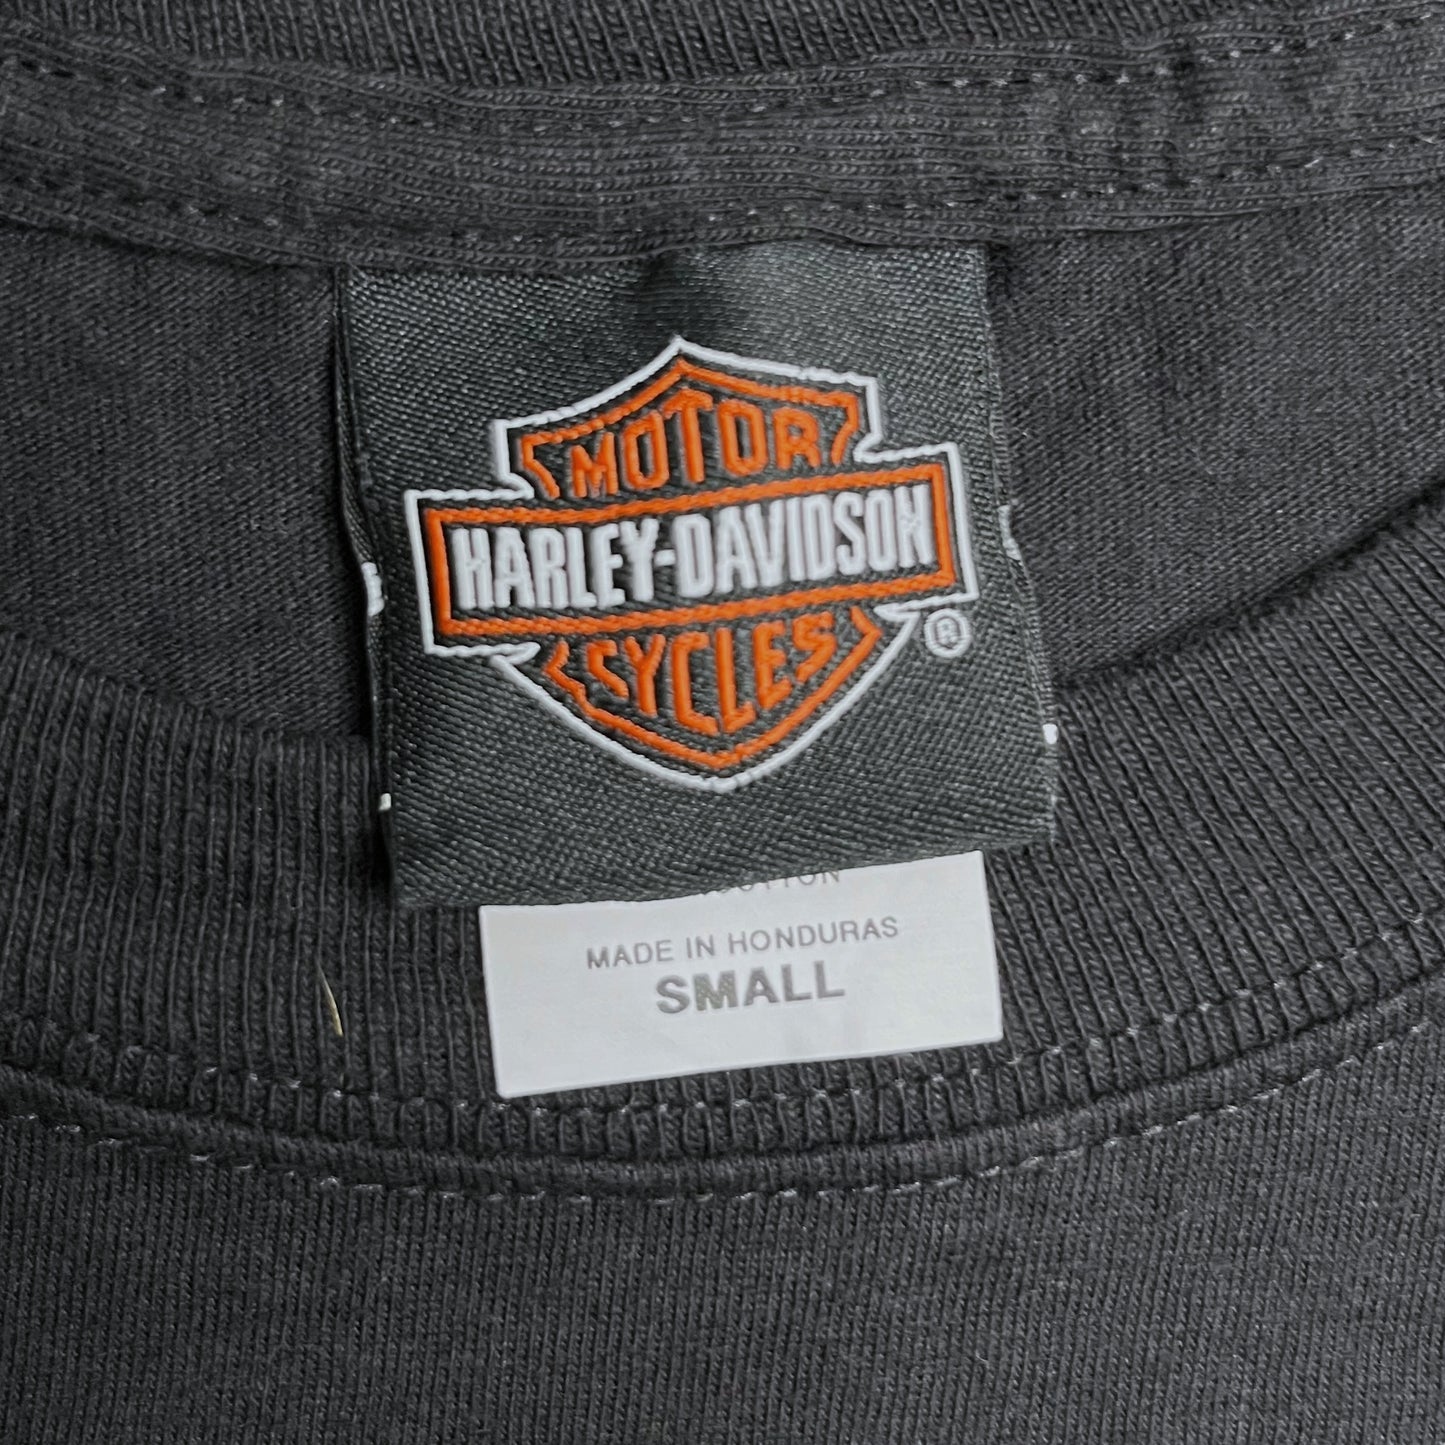 MOTOR
HARLEY-DAVIDSON
CYCLES
®
MADE IN HONDURAS
SMALL